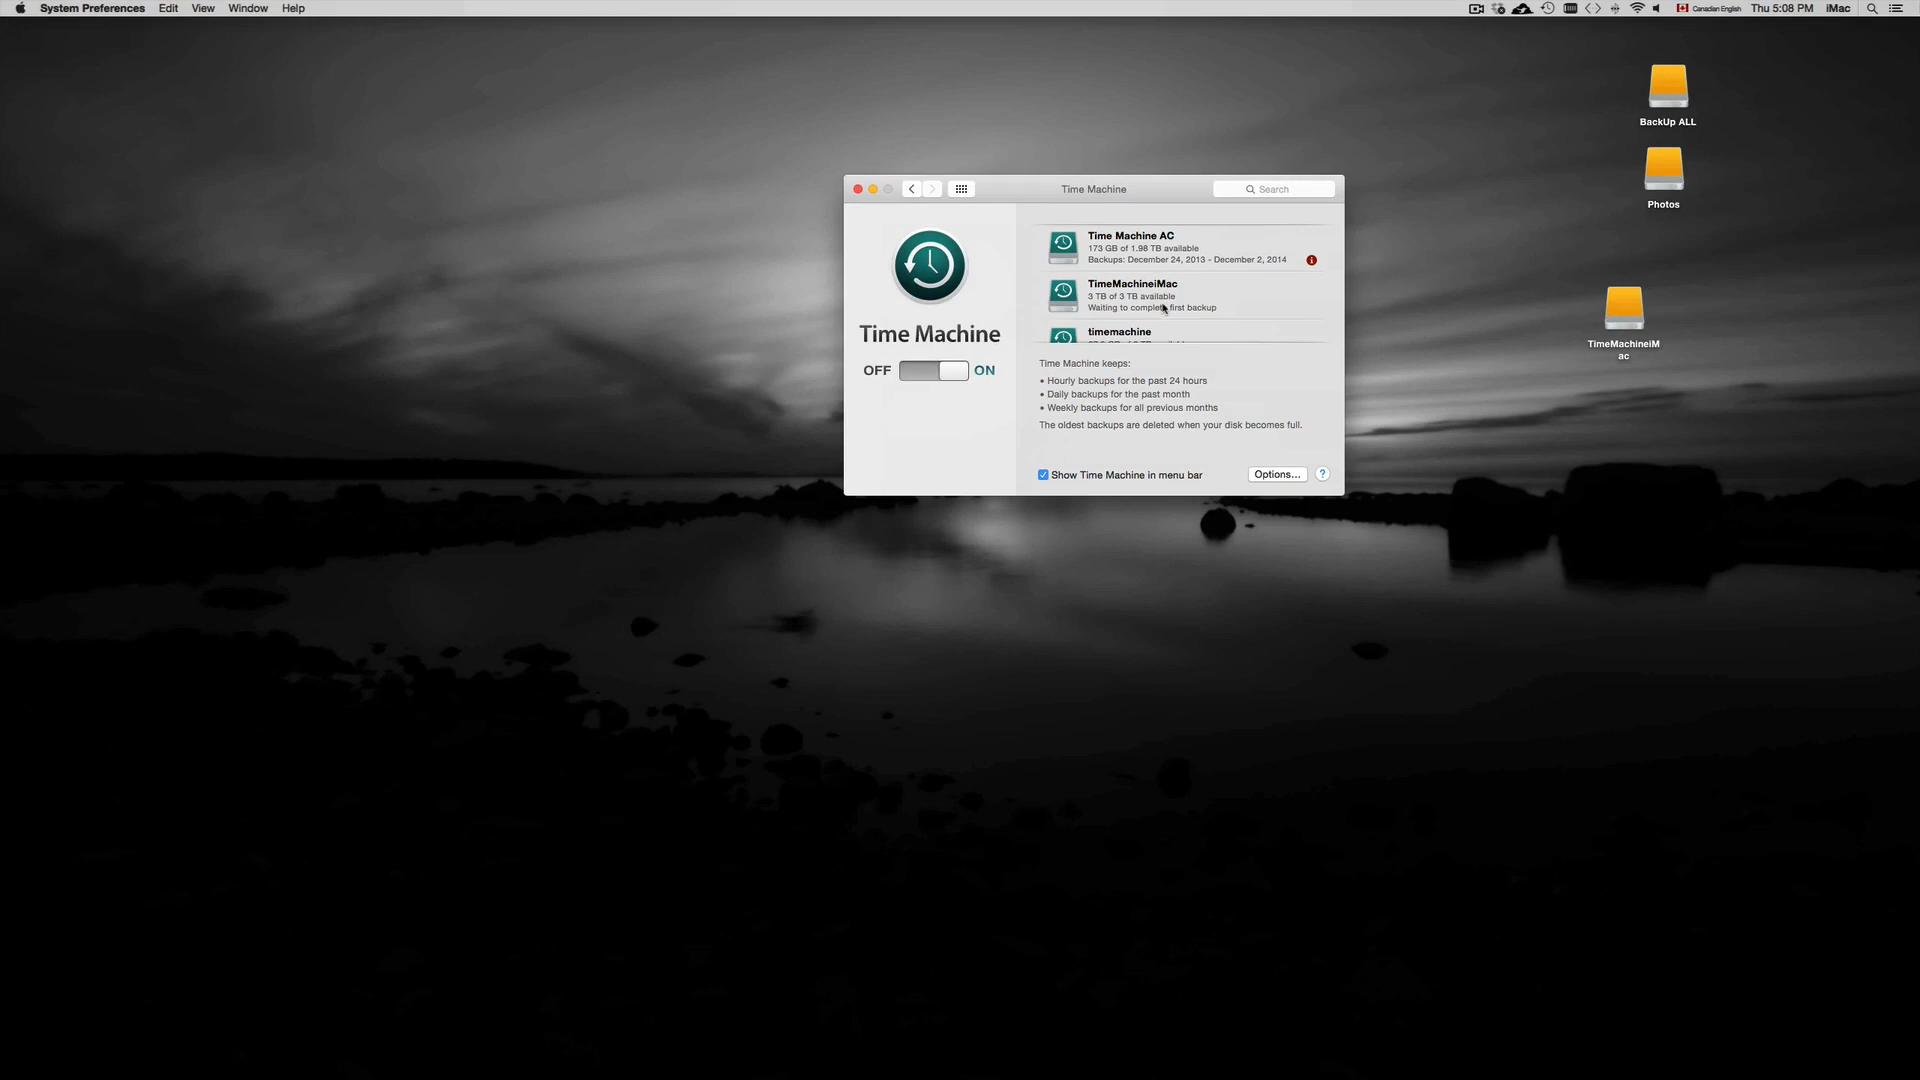 System Preferences Edit View Window Help
Canadian English Thu 5:08 PM iMac
BackUp ALL
Photos
TimeMachineiM
ac
Time Machine
Search
Time Machine
OFF ON
Time Machine AC
173 GB of 1.98 TB available
Backups: December 24, 2013 - December 2, 2014
TimeMachineiMac
3 TB of 3 TB available
Waiting to complete first backup
timemachine
Time Machine keeps:
• Hourly backups for the past 24 hours
• Daily backups for the past month
• Weekly backups for all previous months
The oldest backups are deleted when your disk becomes full.
Show Time Machine in menu bar
Options... ?